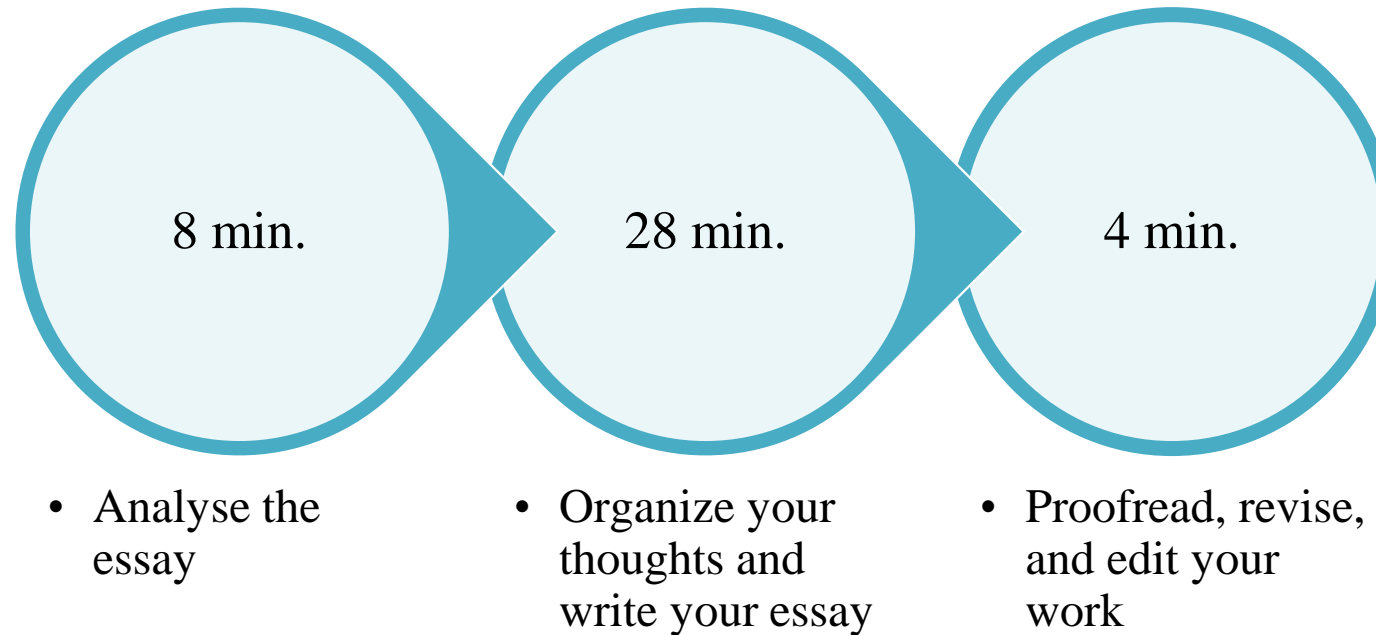 8 min.
28 min.
4 min.
• Analyse the
essay
• Organize your
thoughts and
write your essay
• Proofread, revise,
and edit your
work